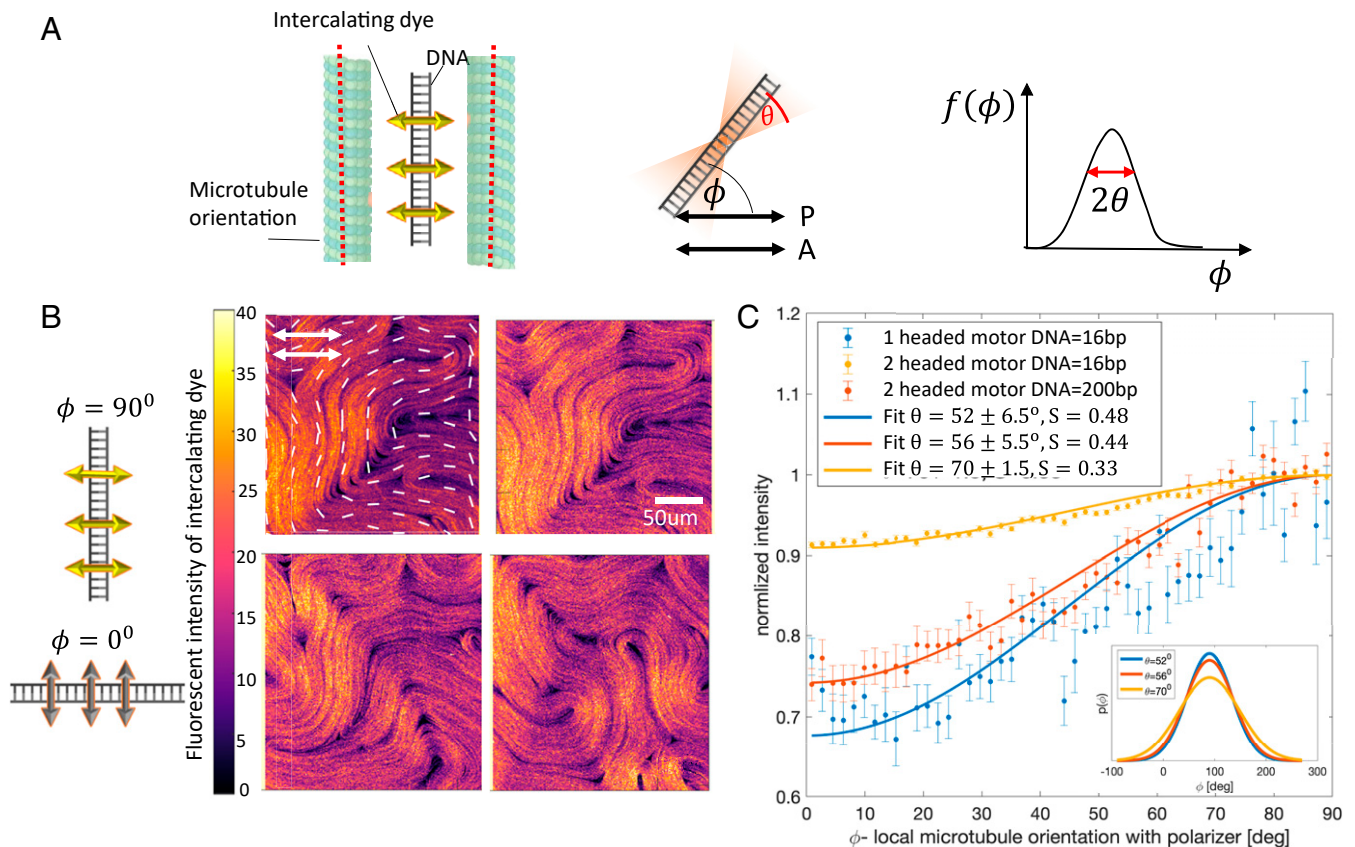 A
Intercalating dye
DNA
Microtubule
orientation
θ
ϕ
P
A
f(ϕ)
2θ
ϕ
B
ϕ = 90⁰
ϕ = 0⁰
Fluorescent intensity of intercalating dye
40
35
30
25
20
15
10
5
0
50um
C
normlized intensity
1.2
1.1
1
0.9
0.8
0.7
0.6
1 headed motor DNA=16bp
2 headed motor DNA=16bp
2 headed motor DNA=200bp
Fit θ = 52 ± 6.5⁰, S = 0.48
Fit θ = 56 ± 5.5⁰, S = 0.44
Fit θ = 70 ± 1.5, S = 0.33
p(ϕ)
θ=52⁰
θ=56⁰
θ=70⁰
-100 0 100 200 300
ϕ [deg]
0 10 20 30 40 50 60 70 80 90
ϕ- local microtubule orientation with polarizer [deg]